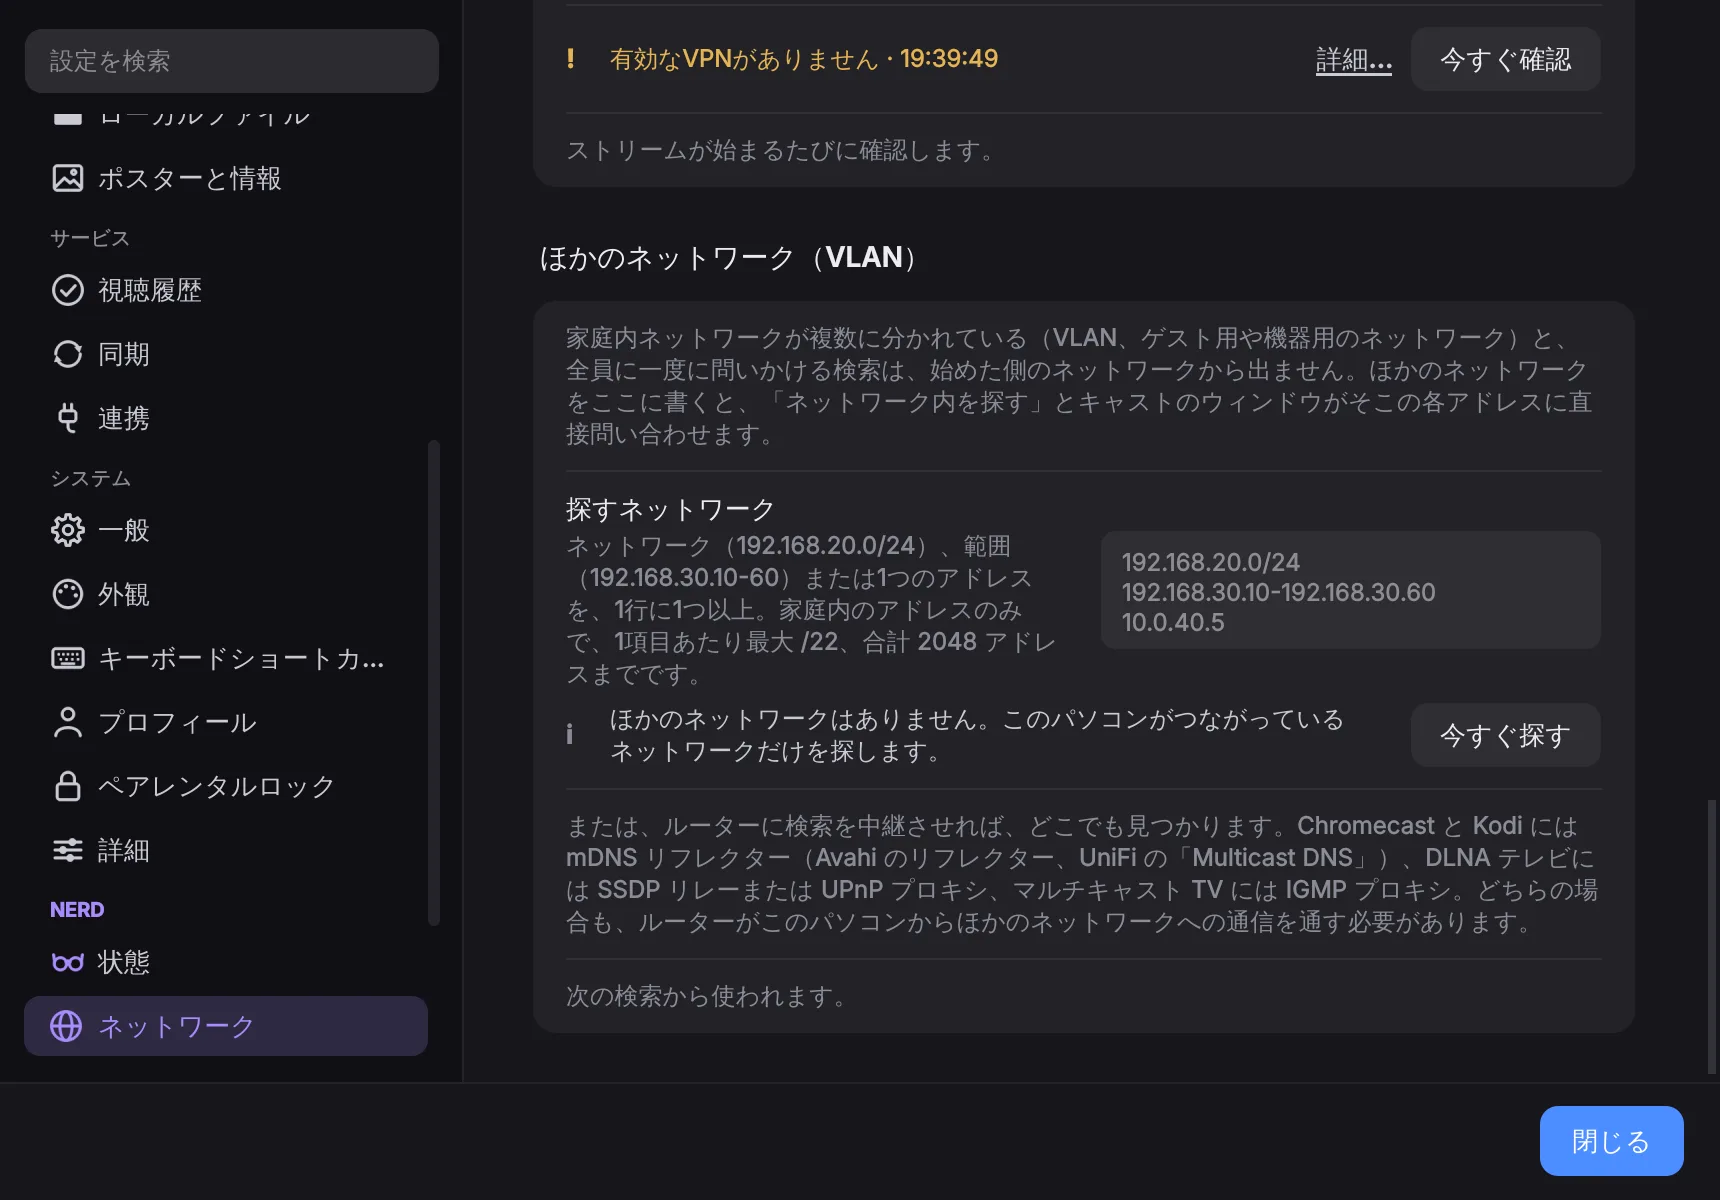 設定を検索
ローカルファイル
ポスターと情報
サービス
視聴履歴
同期
連携
システム
一般
外観
キーボードショートカ...
プロフィール
ペアレンタルロック
詳細
NERD
状態
ネットワーク
有効なVPNがありません · 19:39:49
詳細...
今すぐ確認
ストリームが始まるたびに確認します。
ほかのネットワーク（VLAN）
家庭内ネットワークが複数に分かれている（VLAN、ゲスト用や機器用のネットワーク）と、
全員に一度に問いかける検索は、始めた側のネットワークから出ません。ほかのネットワーク
をここに書くと、「ネットワーク内を探す」とキャストのウィンドウがそこの各アドレスに直
接問い合わせます。
探すネットワーク
ネットワーク（192.168.20.0/24）、範囲
（192.168.30.10-60）または1つのアドレス
を、1行に1つ以上。家庭内のアドレスのみ
で、1項目あたり最大 /22、合計 2048 アドレ
スまでです。
192.168.20.0/24
192.168.30.10-192.168.30.60
10.0.40.5
ほかのネットワークはありません。このパソコンがつながっている
ネットワークだけを探します。
今すぐ探す
または、ルーターに検索を中継させれば、どこでも見つかります。Chromecast と Kodi には
mDNS リフレクター（Avahi のリフレクター、UniFi の「Multicast DNS」）、DLNA テレビに
は SSDP リレーまたは UPnP プロキシ、マルチキャスト TV には IGMP プロキシ。どちらの場
合も、ルーターがこのパソコンからほかのネットワークへの通信を通す必要があります。
次の検索から使われます。
閉じる